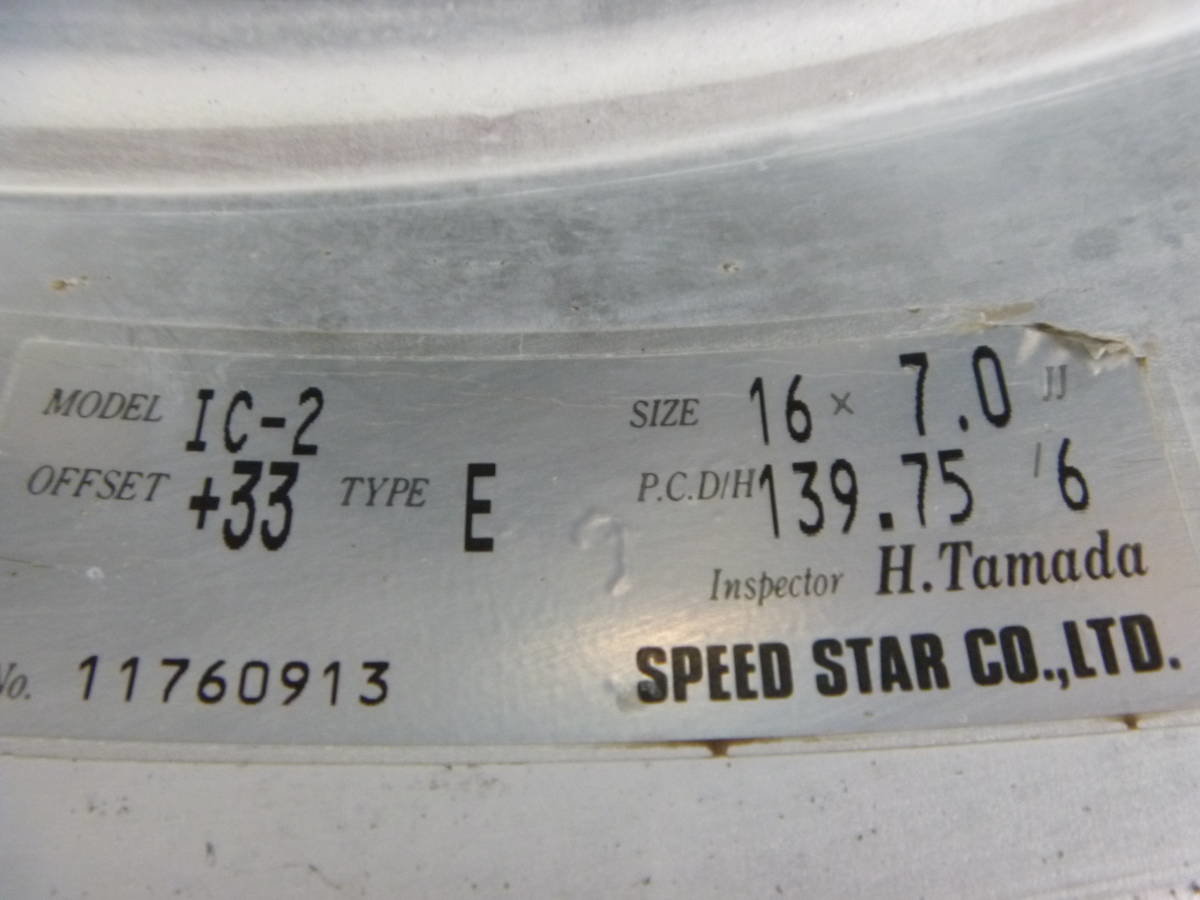 MODEL IC-2 SIZE 16 × 7.0 JJ
OFFSET +33 TYPE E P.C.D/H 139.75 / 6
Inspector H.Tamada
No. 11760913 SPEED STAR CO.,LTD.